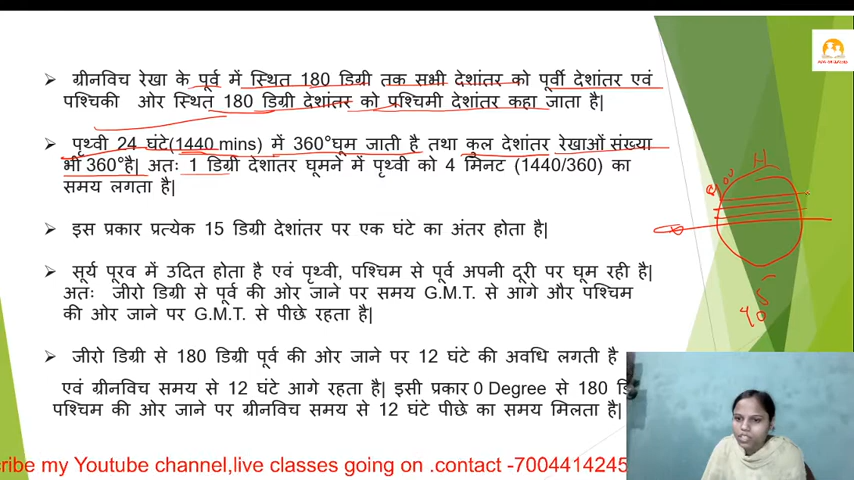 ग्रीनविच रेखा के पूर्व में स्थित 180 डिग्री तक सभी देशांतर को पूर्वी देशांतर एवं
पश्चिकी ओर स्थित 180 डिग्री देशांतर को पश्चिमी देशांतर कहा जाता है|
पृथ्वी 24 घंटे(1440 mins) में 360°घूम जाती है तथा कुल देशांतर रेखाओं संख्या
भी 360°है| अतः 1 डिग्री देशांतर घूमने में पृथ्वी को 4 मिनट (1440/360) का
समय लगता है|
इस प्रकार प्रत्येक 15 डिग्री देशांतर पर एक घंटे का अंतर होता है|
सूर्य पूरव में उदित होता है एवं पृथ्वी, पश्चिम से पूर्व अपनी दूरी पर घूम रही है|
अतः जीरो डिग्री से पूर्व की ओर जाने पर समय G.M.T. से आगे और पश्चिम
की ओर जाने पर G.M.T. से पीछे रहता है|
जीरो डिग्री से 180 डिग्री पूर्व की ओर जाने पर 12 घंटे की अवधि लगती है
एवं ग्रीनविच समय से 12 घंटे आगे रहता है| इसी प्रकार 0 Degree से 180 डि
पश्चिम की ओर जाने पर ग्रीनविच समय से 12 घंटे पीछे का समय मिलता है|
cribe my Youtube channel,live classes going on .contact -7004414245